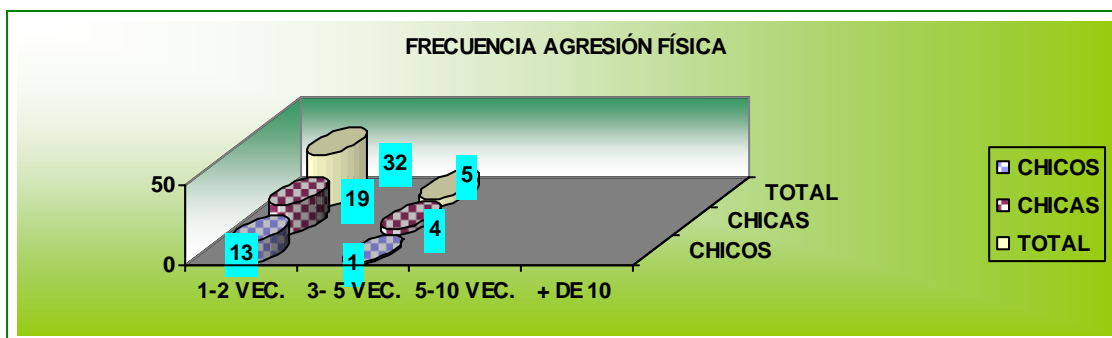 FRECUENCIA AGRESIÓN FÍSICA
50
0
13
19
32
1
4
5
1-2 VEC.
3- 5 VEC.
5-10 VEC.
+ DE 10
TOTAL
CHICAS
CHICOS
CHICOS
CHICAS
TOTAL